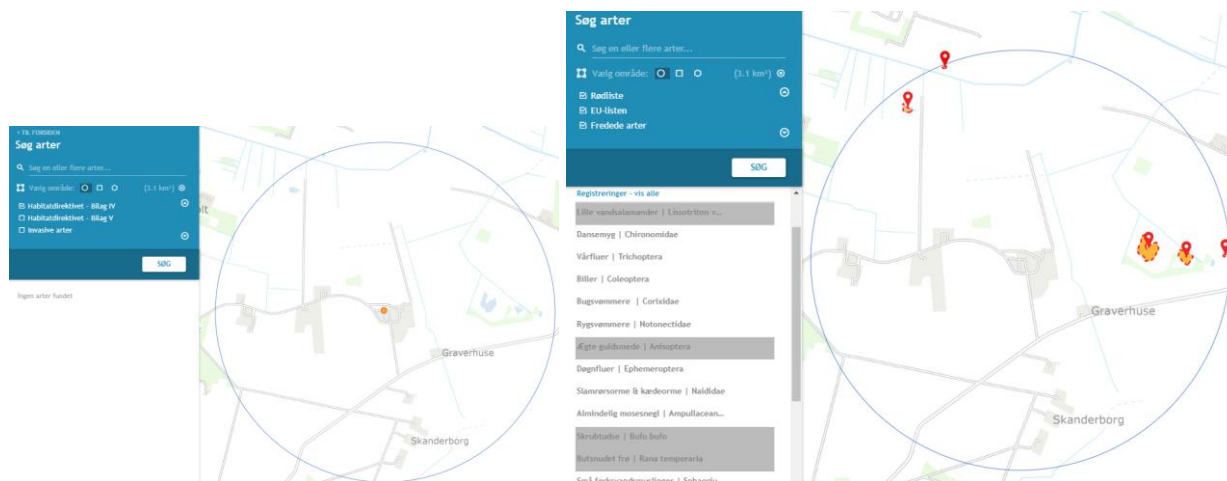 < TIL FORSIDEN
Søg arter
Søg en eller flere arter...
Vælg område:
(3.1 km²)
Habitatdirektivet - Bilag IV
Habitatdirektivet - Bilag V
Invasive arter
SØG
Ingen arter fundet
Graverhuse
Skanderborg
Søg arter
Søg en eller flere arter...
Vælg område:
(3.1 km²)
Rødliste
EU-listen
Fredede arter
SØG
Registreringer - vis alle
Lille vandsalamander | Lissotriton v...
Dansemyg | Chironomidae
Vårfluer | Trichoptera
Biller | Coleoptera
Bugsvømmere | Corixidae
Rygsvømmere | Notonectidae
Ægte guldsmede | Anisoptera
Døgnfluer | Ephemeroptera
Slamrørsorme & kædeorme | Naididae
Almindelig mosesnegl | Ampullacean...
Skrubtudse | Bufo bufo
Butsnudet frø | Rana temporaria
Graverhuse
Skanderborg